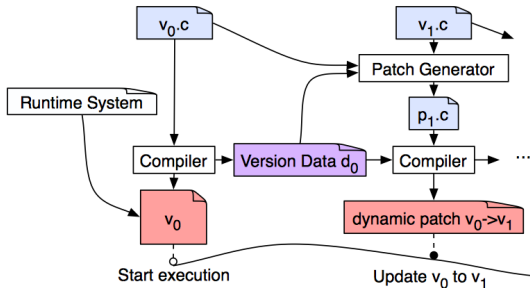 v0.c
v1.c
Patch Generator
Runtime System
p1.c
Compiler
Version Data d0
Compiler
...
v0
dynamic patch v0->v1
Start execution
Update v0 to v1